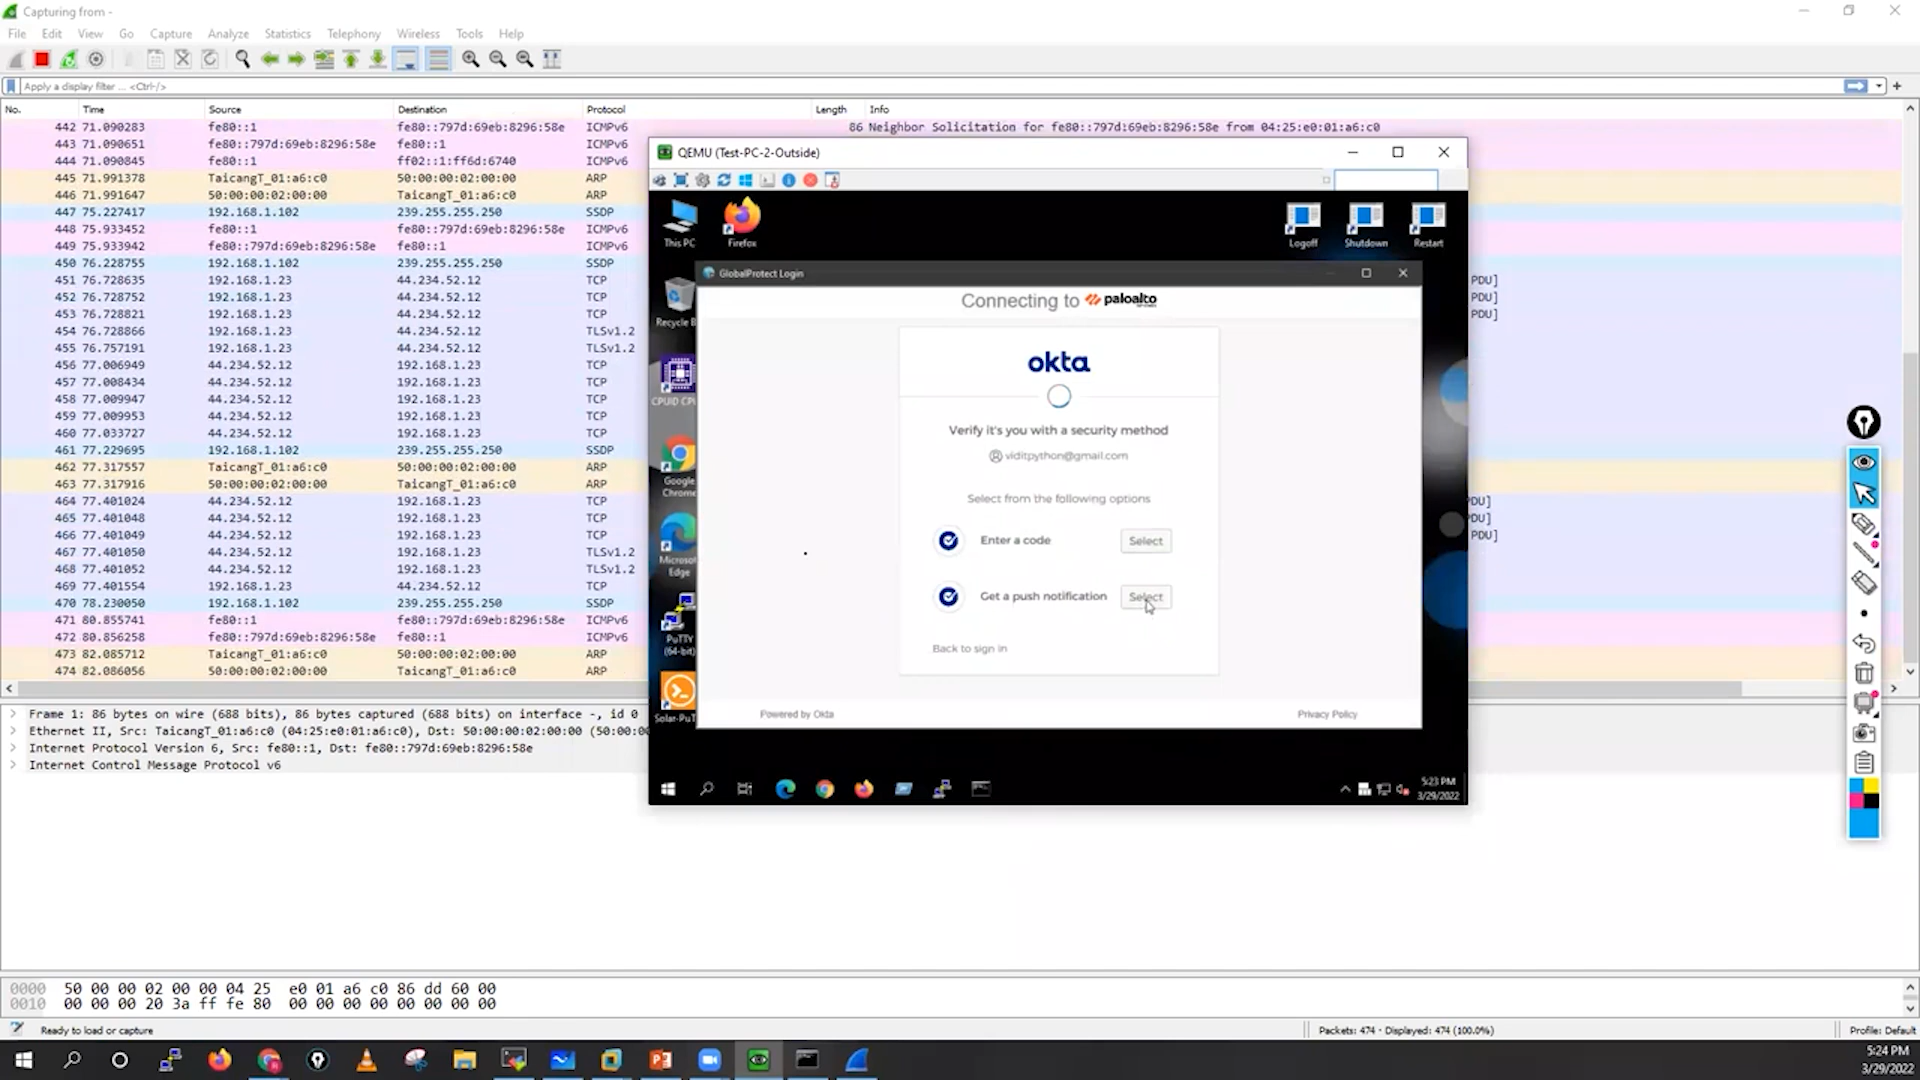 Capturing from -
File Edit View Go Capture Analyze Statistics Telephony Wireless Tools Help
Apply a display filter ... <Ctrl-/>
No. Time Source Destination Protocol Length Info
442 71.090283 fe80::1 fe80::797d:69eb:8296:58e ICMPv6 86 Neighbor Solicitation for fe80::797d:69eb:8296:58e from 04:25:e0:01:a6:c0
443 71.090651 fe80::797d:69eb:8296:58e fe80::1 ICMPv6
444 71.090845 fe80::1 ff02::1:ff6d:6740 ICMPv6
445 71.991378 TaicangT_01:a6:c0 50:00:00:02:00:00 ARP
446 71.991647 50:00:00:02:00:00 TaicangT_01:a6:c0 ARP
447 75.227417 192.168.1.102 239.255.255.250 SSDP
448 75.933452 fe80::1 fe80::797d:69eb:8296:58e ICMPv6
449 75.933942 fe80::797d:69eb:8296:58e fe80::1 ICMPv6
450 76.228755 192.168.1.102 239.255.255.250 SSDP
451 76.728635 192.168.1.23 44.234.52.12 TCP PDU]
452 76.728752 192.168.1.23 44.234.52.12 TCP PDU]
453 76.728821 192.168.1.23 44.234.52.12 TCP PDU]
454 76.728866 192.168.1.23 44.234.52.12 TLSv1.2
455 76.757191 192.168.1.23 44.234.52.12 TLSv1.2
456 77.006949 44.234.52.12 192.168.1.23 TCP
457 77.008434 44.234.52.12 192.168.1.23 TCP
458 77.009947 44.234.52.12 192.168.1.23 TCP
459 77.009953 44.234.52.12 192.168.1.23 TCP
460 77.033727 44.234.52.12 192.168.1.23 TCP
461 77.229695 192.168.1.102 239.255.255.250 SSDP
462 77.317557 TaicangT_01:a6:c0 50:00:00:02:00:00 ARP
463 77.317916 50:00:00:02:00:00 TaicangT_01:a6:c0 ARP
464 77.401024 44.234.52.12 192.168.1.23 TCP PDU]
465 77.401048 44.234.52.12 192.168.1.23 TCP PDU]
466 77.401049 44.234.52.12 192.168.1.23 TCP PDU]
467 77.401050 44.234.52.12 192.168.1.23 TLSv1.2
468 77.401052 44.234.52.12 192.168.1.23 TLSv1.2
469 77.401554 192.168.1.23 44.234.52.12 TCP
470 78.230050 192.168.1.102 239.255.255.250 SSDP
471 80.855741 fe80::1 fe80::797d:69eb:8296:58e ICMPv6
472 80.856258 fe80::797d:69eb:8296:58e fe80::1 ICMPv6
473 82.085712 TaicangT_01:a6:c0 50:00:00:02:00:00 ARP
474 82.086056 50:00:00:02:00:00 TaicangT_01:a6:c0 ARP
Frame 1: 86 bytes on wire (688 bits), 86 bytes captured (688 bits) on interface -, id 0
Ethernet II, Src: TaicangT_01:a6:c0 (04:25:e0:01:a6:c0), Dst: 50:00:00:02:00:00 (50:00:00
Internet Protocol Version 6, Src: fe80::1, Dst: fe80::797d:69eb:8296:58e
Internet Control Message Protocol v6
QEMU (Test-PC-2-Outside)
This PC
Firefox
Logoff
Shutdown
Restart
Recycle B
CPUID CPU
Google Chrome
Microsoft Edge
PuTTY (64-bit)
Solar-PuT
GlobalProtect Login
Connecting to paloalto
okta
Verify it's you with a security method
viditpython@gmail.com
Select from the following options
Enter a code Select
Get a push notification Select
Back to sign in
Powered by Okta Privacy Policy
5:23 PM
3/29/2022
0000 50 00 00 02 00 00 04 25 e0 01 a6 c0 86 dd 60 00
0010 00 00 00 20 3a ff fe 80 00 00 00 00 00 00 00 00
Ready to load or capture Packets: 474 · Displayed: 474 (100.0%) Profile: Default
5:24 PM
3/29/2022